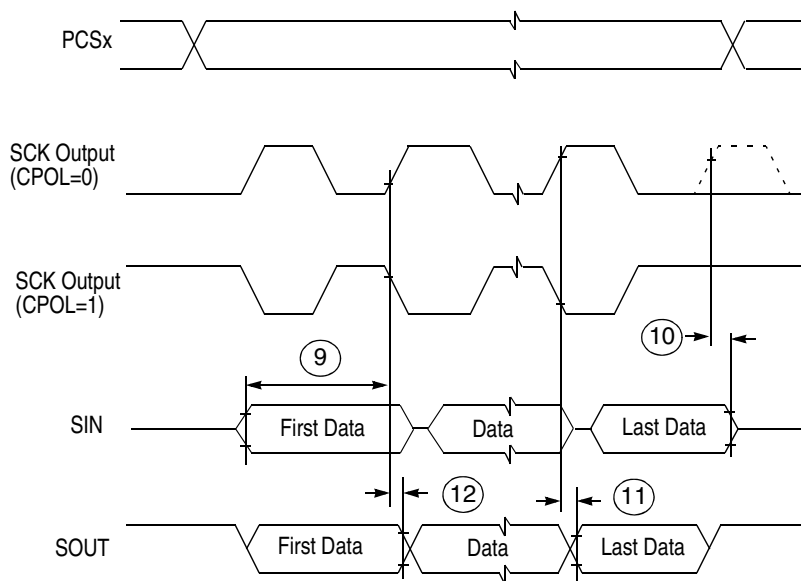 PCSx
SCK Output
(CPOL=0)
SCK Output
(CPOL=1)
10
9
SIN
First Data
Data
Last Data
12
11
SOUT
First Data
Data
Last Data